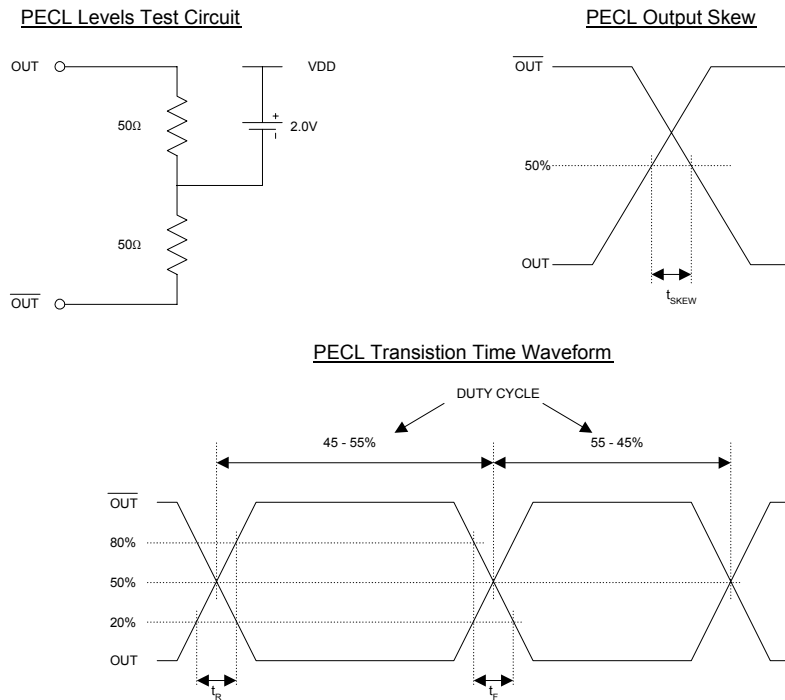 PECL Levels Test Circuit
PECL Output Skew
OUT
VDD
50Ω
+
-
2.0V
50Ω
OUT
OUT
50%
OUT
tSKEW
PECL Transistion Time Waveform
DUTY CYCLE
45 - 55%
55 - 45%
OUT
80%
50%
20%
OUT
tR
tF